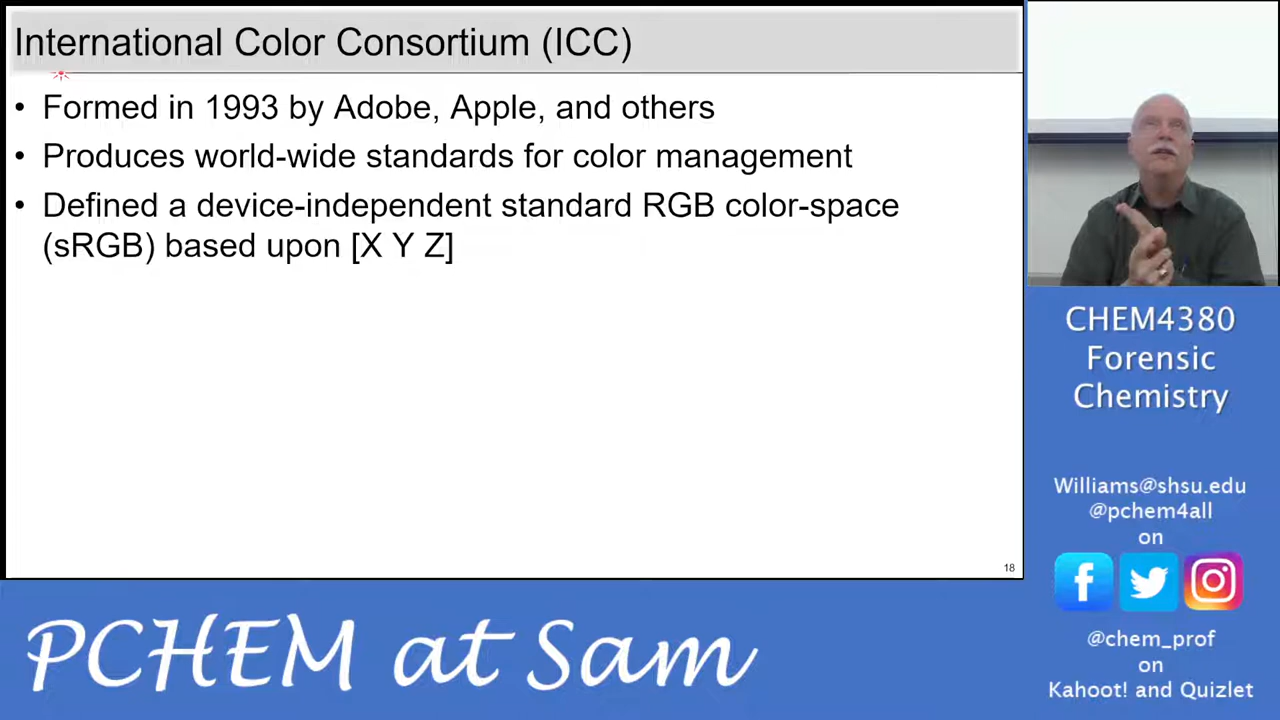 International Color Consortium (ICC)
• Formed in 1993 by Adobe, Apple, and others
• Produces world-wide standards for color management
• Defined a device-independent standard RGB color-space
(sRGB) based upon [X Y Z]
18
CHEM4380
Forensic
Chemistry
Williams@shsu.edu
@pchem4all
on
@chem_prof
on
Kahoot! and Quizlet
PCHEM at Sam